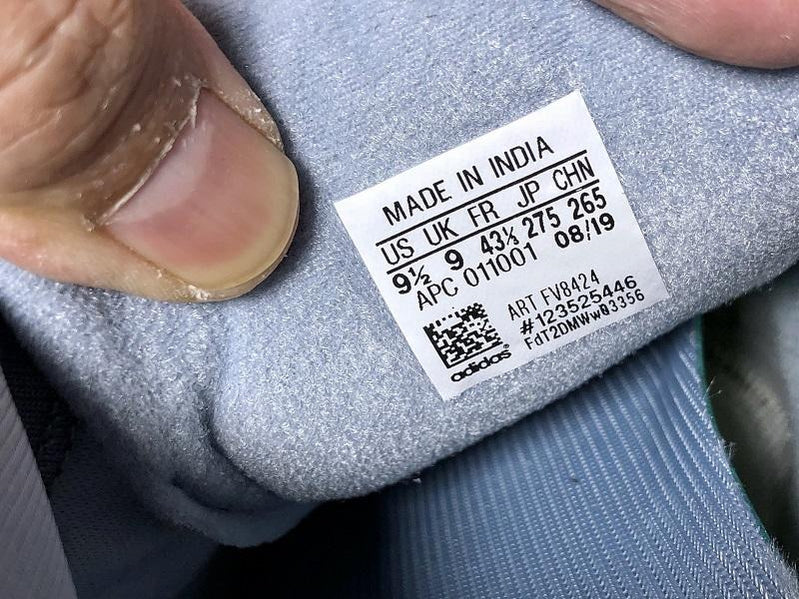 MADE IN INDIA
US UK FR JP CHN
9½ 9 43⅓ 275 265
APC 011001 08/19
ART FV8424
#123525446
FdT2DMWw03356
adidas®